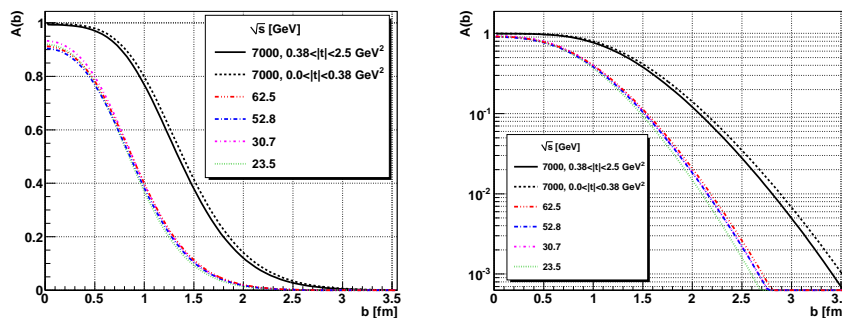 A(b)
1
0.8
0.6
0.4
0.2
0
√s [GeV]
7000, 0.38<|t|<2.5 GeV²
7000, 0.0<|t|<0.38 GeV²
62.5
52.8
30.7
23.5
0 0.5 1 1.5 2 2.5 3 3.5
b [fm]
A(b)
1
10⁻¹
10⁻²
10⁻³
√s [GeV]
7000, 0.38<|t|<2.5 GeV²
7000, 0.0<|t|<0.38 GeV²
62.5
52.8
30.7
23.5
0 0.5 1 1.5 2 2.5 3 3.5
b [fm]